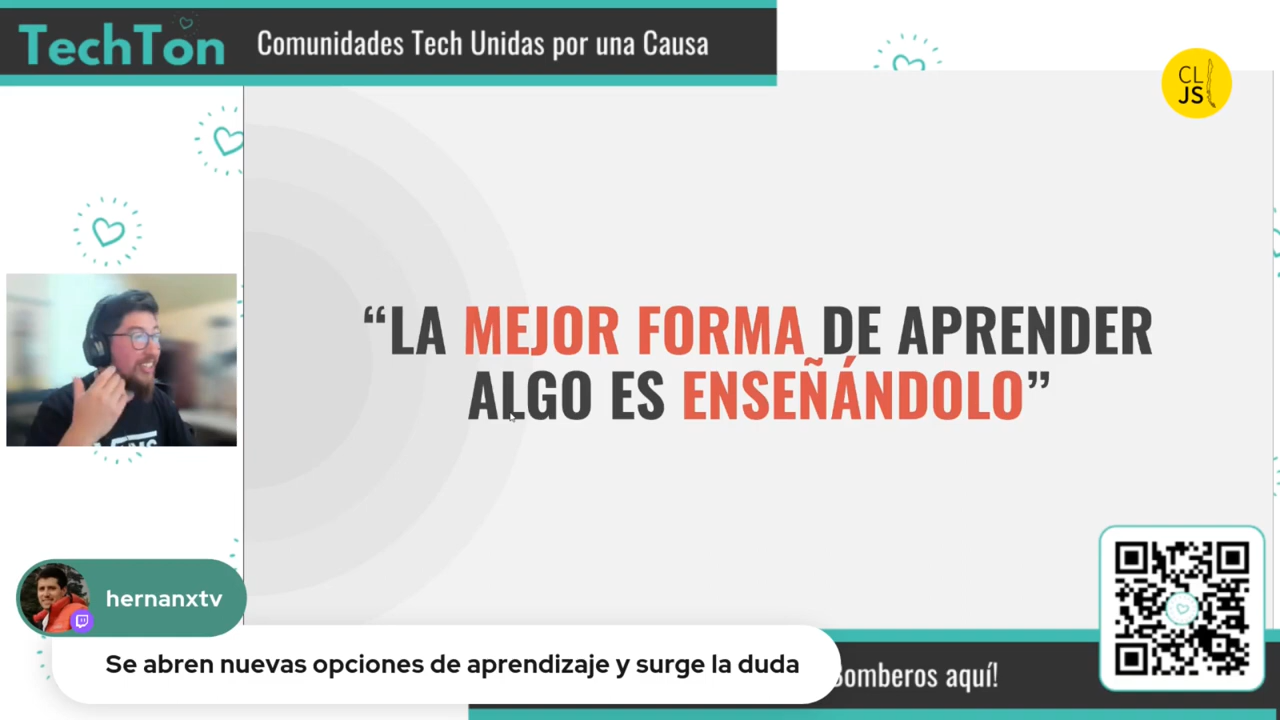 TechTon
Comunidades Tech Unidas por una Causa
CL
JS
“LA MEJOR FORMA DE APRENDER
ALGO ES ENSEÑÁNDOLO”
hernanxtv
Se abren nuevas opciones de aprendizaje y surge la duda
Bomberos aquí!